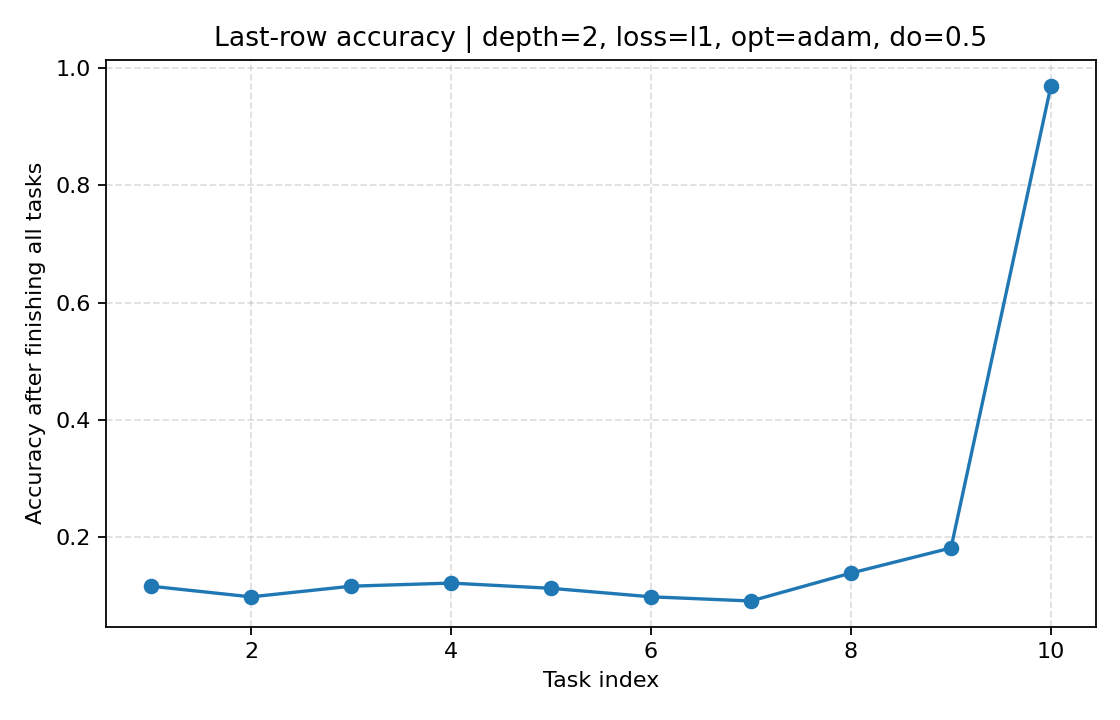 Last-row accuracy | depth=2, loss=l1, opt=adam, do=0.5
Accuracy after finishing all tasks
1.0
0.8
0.6
0.4
0.2
2 4 6 8 10
Task index